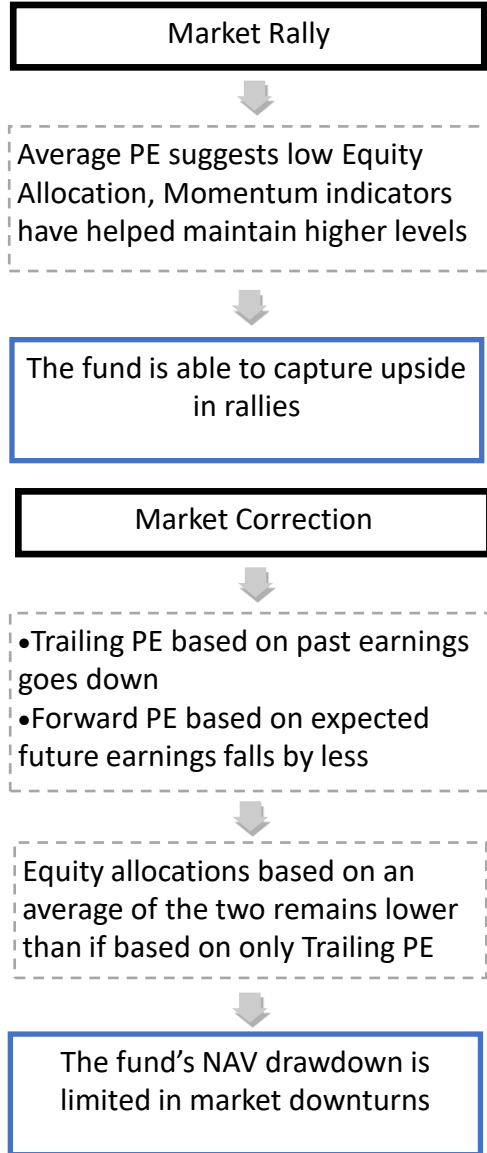 Market Rally
Average PE suggests low Equity
Allocation, Momentum indicators
have helped maintain higher levels
The fund is able to capture upside
in rallies
Market Correction
•Trailing PE based on past earnings
goes down
•Forward PE based on expected
future earnings falls by less
Equity allocations based on an
average of the two remains lower
than if based on only Trailing PE
The fund’s NAV drawdown is
limited in market downturns